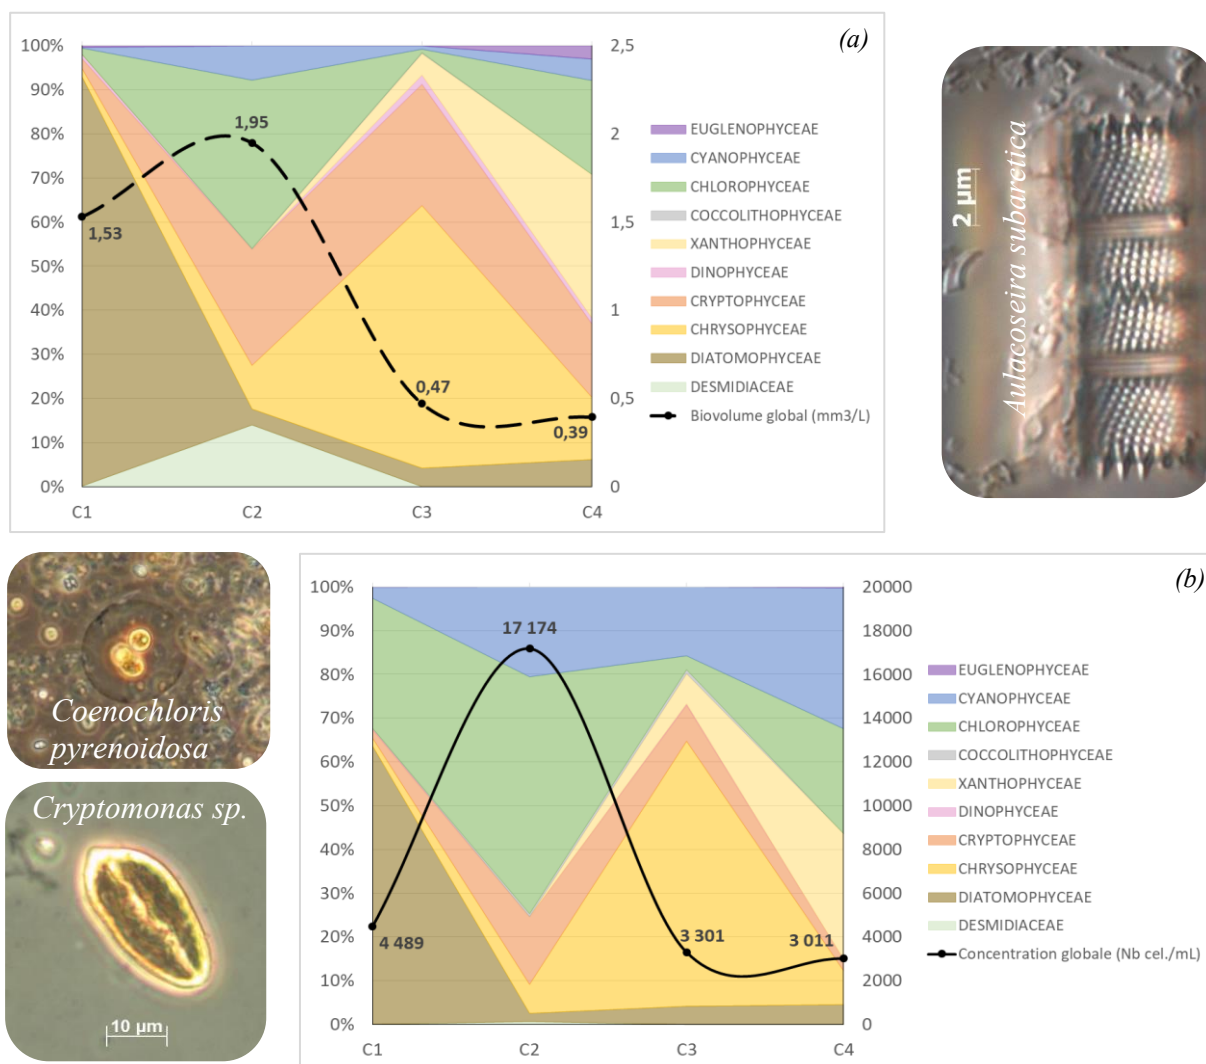 (a)
100%
90%
80%
70%
60%
50%
40%
30%
20%
10%
0%
2,5
2
1,5
1
0,5
0
1,53
1,95
0,47
0,39
C1
C2
C3
C4
EUGLENOPHYCEAE
CYANOPHYCEAE
CHLOROPHYCEAE
COCCOLITHOPHYCEAE
XANTHOPHYCEAE
DINOPHYCEAE
CRYPTOPHYCEAE
CHRYSOPHYCEAE
DIATOMOPHYCEAE
DESMIDIACEAE
Biovolume global (mm3/L)
2 µm
Aulacoseira subarctica
Coenochloris
pyrenoidosa
Cryptomonas sp.
10 µm
(b)
100%
90%
80%
70%
60%
50%
40%
30%
20%
10%
0%
20000
18000
16000
14000
12000
10000
8000
6000
4000
2000
0
4 489
17 174
3 301
3 011
C1
C2
C3
C4
EUGLENOPHYCEAE
CYANOPHYCEAE
CHLOROPHYCEAE
COCCOLITHOPHYCEAE
XANTHOPHYCEAE
DINOPHYCEAE
CRYPTOPHYCEAE
CHRYSOPHYCEAE
DIATOMOPHYCEAE
DESMIDIACEAE
Concentration globale (Nb cel./mL)